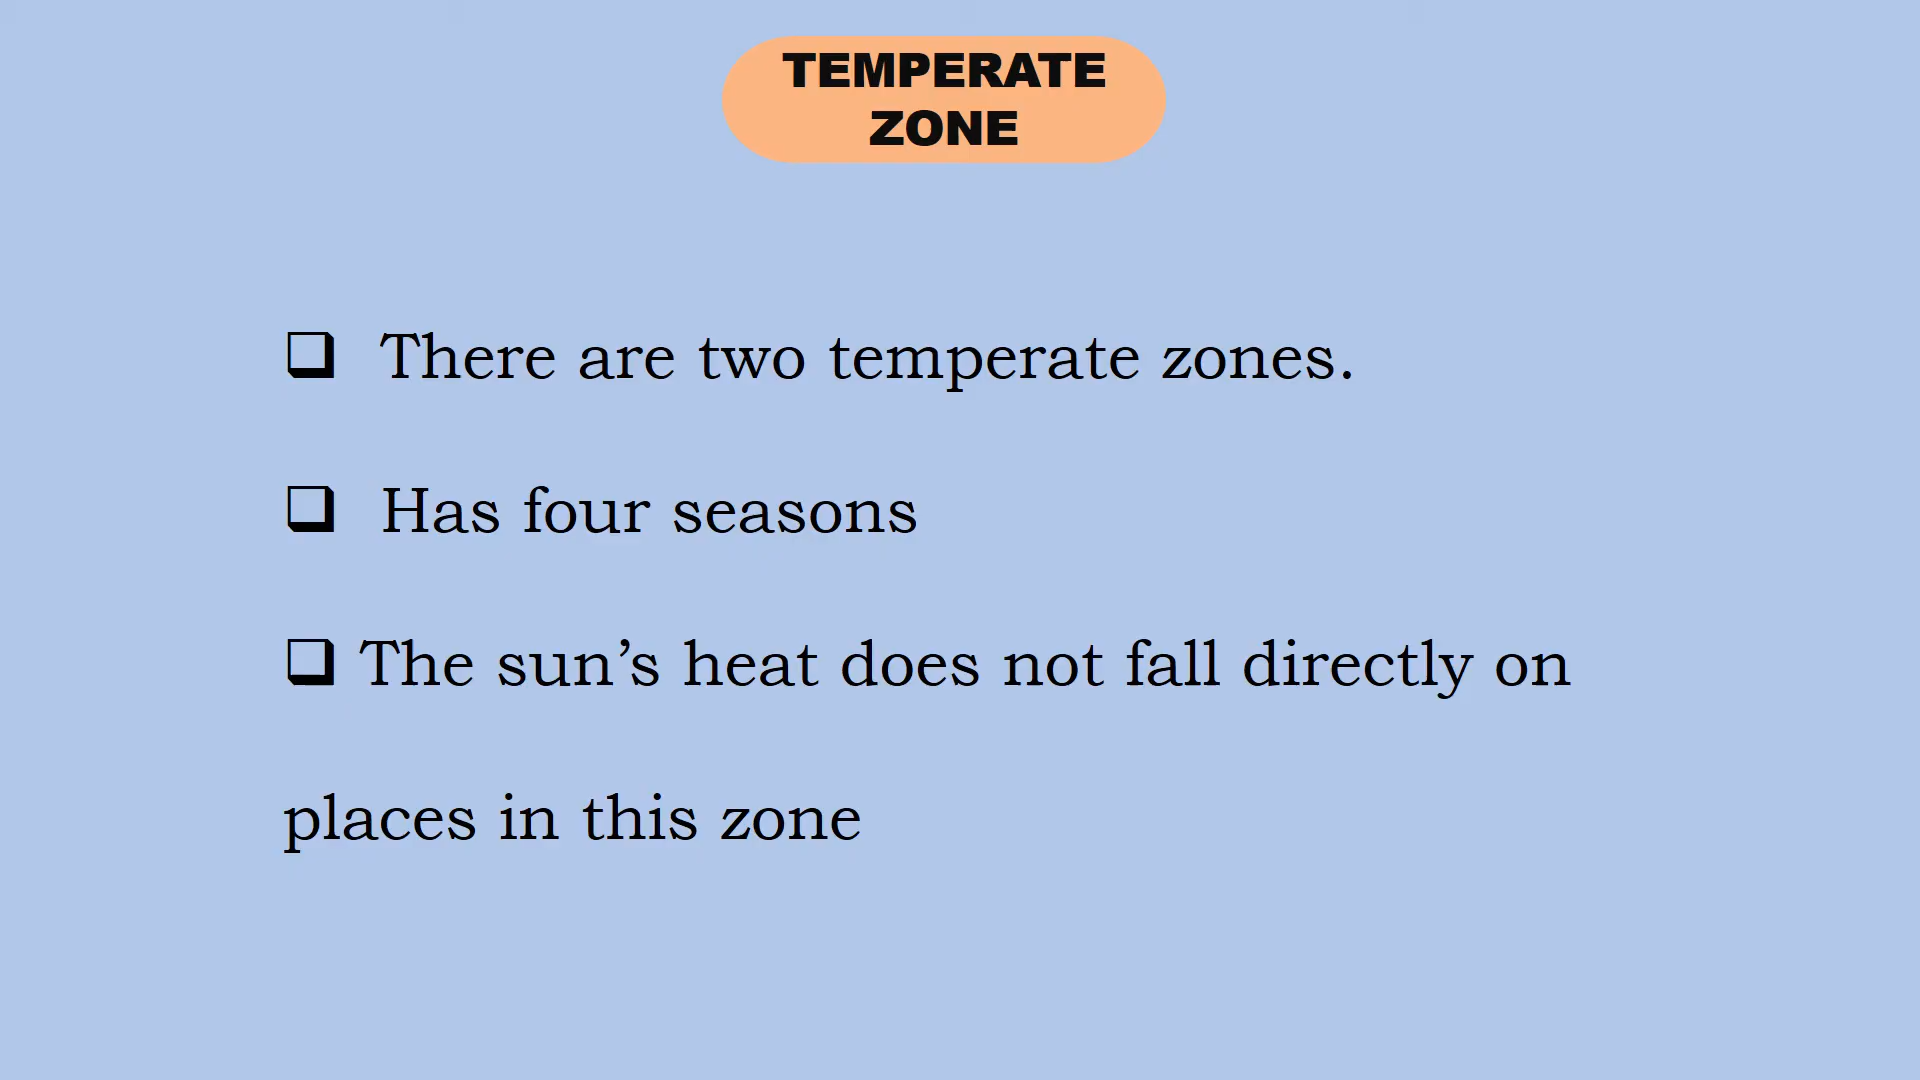 TEMPERATE
ZONE
❑ There are two temperate zones.
❑ Has four seasons
❑ The sun’s heat does not fall directly on
places in this zone